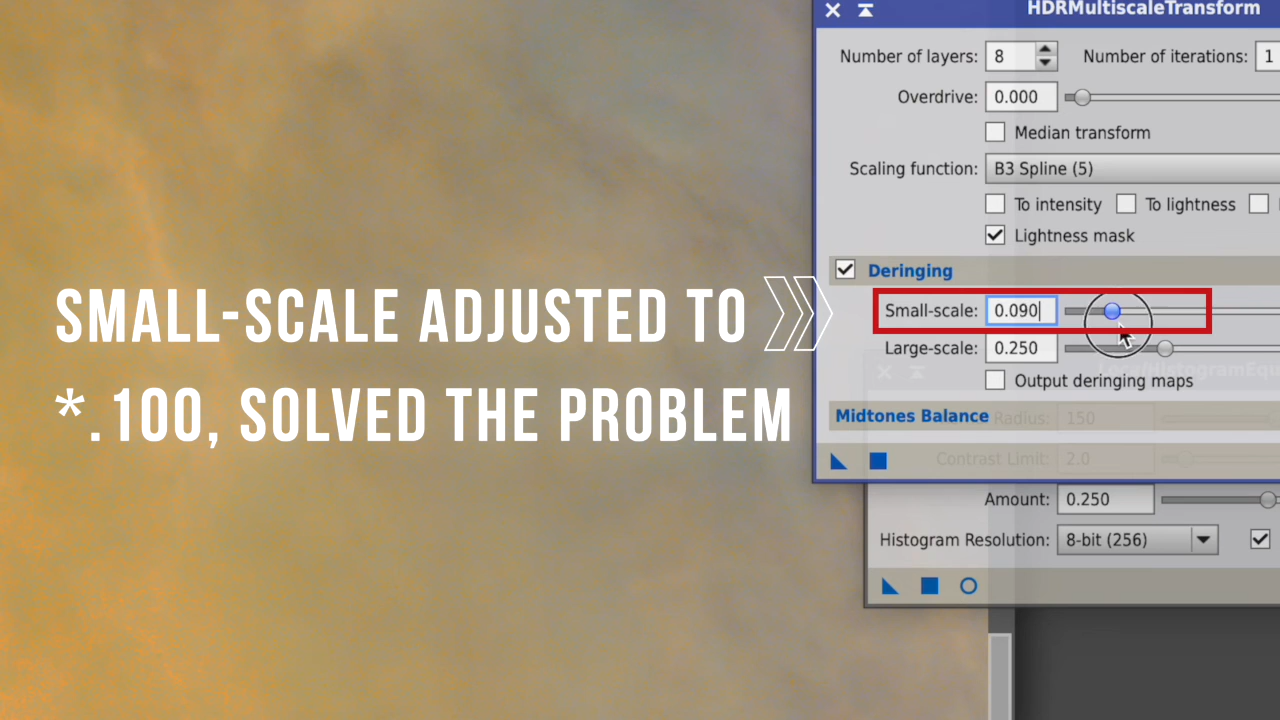 HDRMultiscaleTransform
Number of layers: 8 Number of iterations: 1
Overdrive: 0.000
Median transform
Scaling function: B3 Spline (5)
To intensity To lightness
Lightness mask
Deringing
SMALL-SCALE ADJUSTED TO
*.100, SOLVED THE PROBLEM
Small-scale: 0.090
Large-scale: 0.250
Output deringing maps
Midtones Balance
Radius: 150
Contrast Limit: 2.0
Amount: 0.250
Histogram Resolution: 8-bit (256)